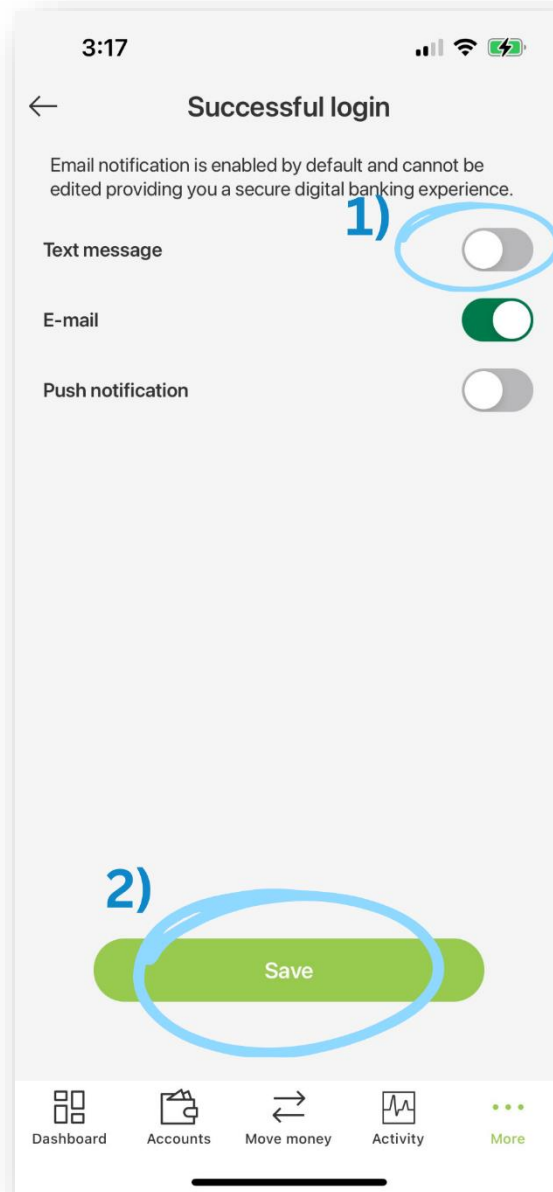 3:17
Successful login
Email notification is enabled by default and cannot be
edited providing you a secure digital banking experience.
1)
Text message
E-mail
Push notification
2)
Save
Dashboard Accounts Move money Activity More